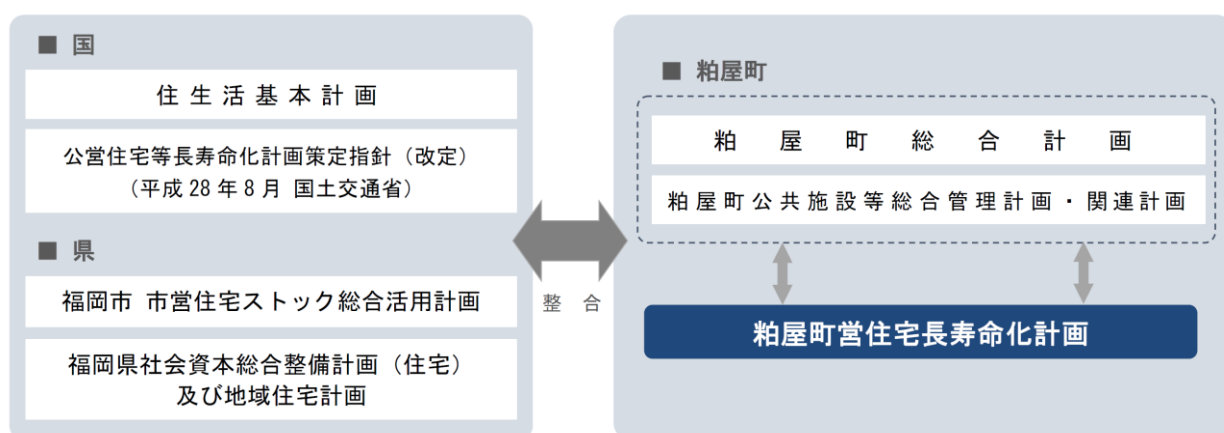 ■ 国
住生活基本計画
公営住宅等長寿命化計画策定指針（改定）
（平成 28 年 8 月 国土交通省）
■ 県
福岡市 市営住宅ストック総合活用計画
福岡県社会資本総合整備計画（住宅）
及び地域住宅計画
整 合
■ 粕屋町
粕屋町総合計画
粕屋町公共施設等総合管理計画・関連計画
粕屋町営住宅長寿命化計画